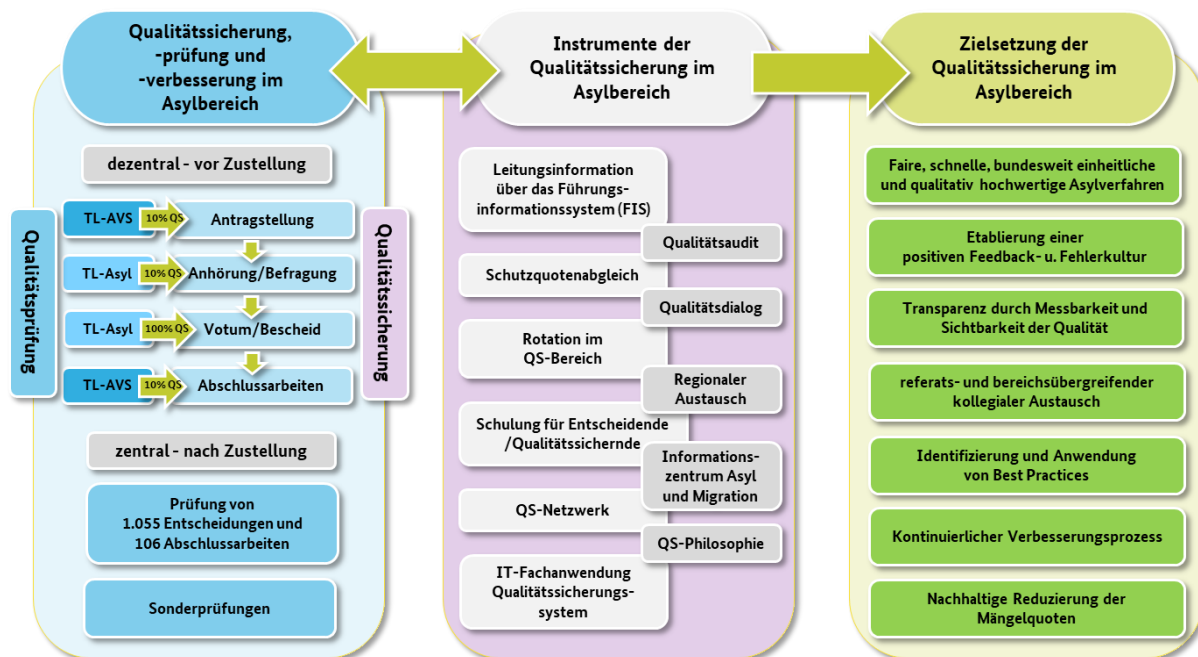 Qualitätssicherung,
-prüfung und
-verbesserung im
Asylbereich
dezentral - vor Zustellung
Qualitätsprüfung
TL-AVS
10% QS
Antragstellung
TL-Asyl
10% QS
Anhörung/Befragung
TL-Asyl
100% QS
Votum/Bescheid
TL-AVS
10% QS
Abschlussarbeiten
Qualitätssicherung
zentral - nach Zustellung
Prüfung von
1.055 Entscheidungen und
106 Abschlussarbeiten
Sonderprüfungen
Instrumente der
Qualitätssicherung im
Asylbereich
Leitungsinformation
über das Führungs-
informationssystem (FIS)
Qualitätsaudit
Schutzquotenabgleich
Qualitätsdialog
Rotation im
QS-Bereich
Regionaler
Austausch
Schulung für Entscheidende
/Qualitätssichernde
Informations-
zentrum Asyl
und Migration
QS-Netzwerk
QS-Philosophie
IT-Fachanwendung
Qualitätssicherungs-
system
Zielsetzung der
Qualitätssicherung im
Asylbereich
Faire, schnelle, bundesweit einheitliche
und qualitativ hochwertige Asylverfahren
Etablierung einer
positiven Feedback- u. Fehlerkultur
Transparenz durch Messbarkeit und
Sichtbarkeit der Qualität
referats- und bereichsübergreifender
kollegialer Austausch
Identifizierung und Anwendung
von Best Practices
Kontinuierlicher Verbesserungsprozess
Nachhaltige Reduzierung der
Mängelquoten